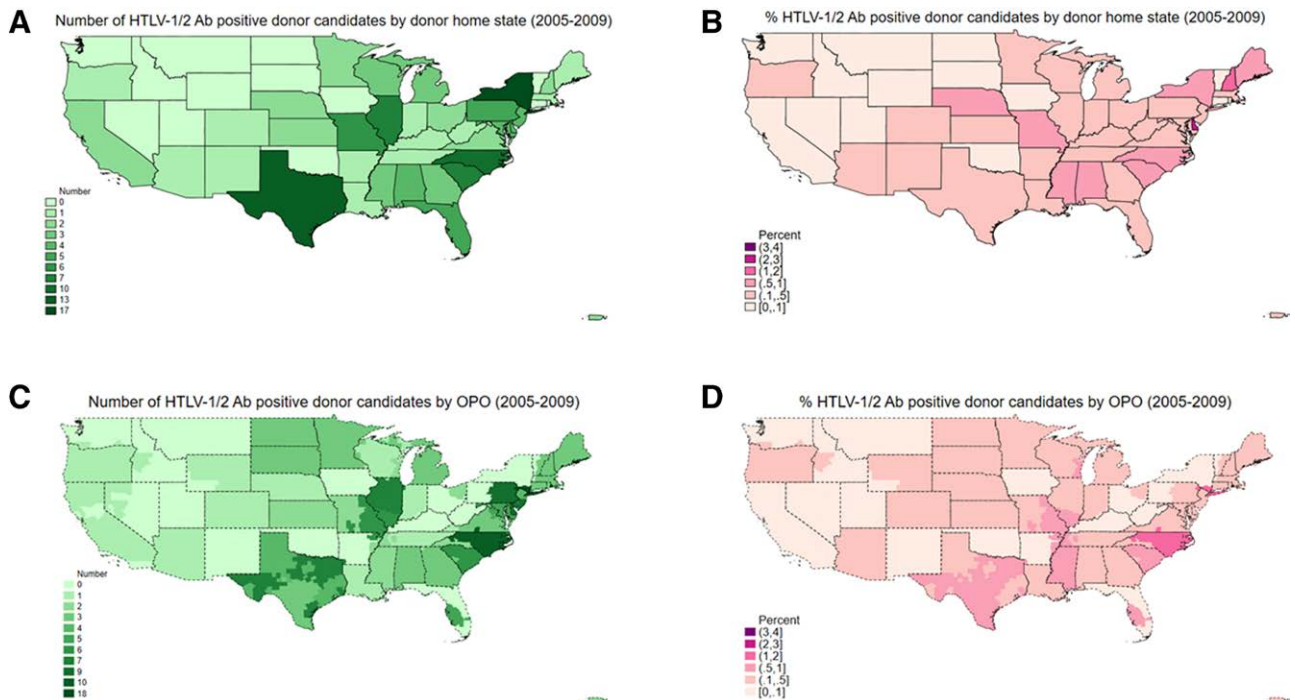 A
Number of HTLV-1/2 Ab positive donor candidates by donor home state (2005-2009)
Number
0
1
2
3
4
5
6
7
10
13
17
B
% HTLV-1/2 Ab positive donor candidates by donor home state (2005-2009)
Percent
(3,4]
(2,3]
(1,2]
(.5,1]
(.1,.5]
[0,.1]
C
Number of HTLV-1/2 Ab positive donor candidates by OPO (2005-2009)
Number
0
1
2
3
4
5
6
7
9
10
18
D
% HTLV-1/2 Ab positive donor candidates by OPO (2005-2009)
Percent
(3,4]
(2,3]
(1,2]
(.5,1]
(.1,.5]
[0,.1]